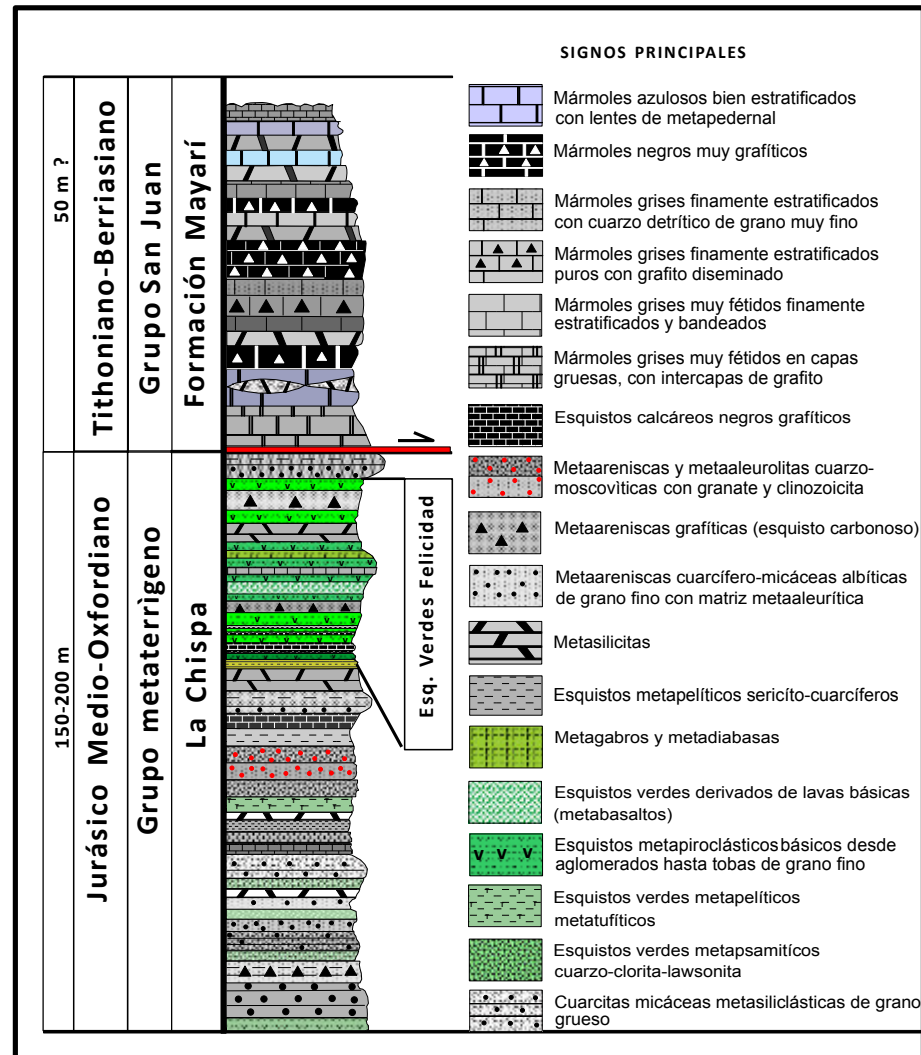 SIGNOS PRINCIPALES
50 m ?
Tithoniano-Berriasiano
Grupo San Juan
Formación Mayarí
150-200 m
Jurásico Medio-Oxfordiano
Grupo metaterrìgeno
La Chispa
Esq. Verdes Felicidad
Mármoles azulosos bien estratificados
con lentes de metapedernal
Mármoles negros muy grafíticos
Mármoles grises finamente estratificados
con cuarzo detrítico de grano muy fino
Mármoles grises finamente estratificados
puros con grafito diseminado
Mármoles grises muy fétidos finamente
estratificados y bandeados
Mármoles grises muy fétidos en capas
gruesas, con intercapas de grafito
Esquistos calcáreos negros grafíticos
Metaareniscas y metaaleurolitas cuarzo-
moscovìticas con granate y clinozoicita
Metaareniscas grafíticas (esquisto carbonoso)
Metaareniscas cuarcífero-micáceas albíticas
de grano fino con matriz metaaleurítica
Metasilicitas
Esquistos metapelíticos sericíto-cuarcíferos
Metagabros y metadiabasas
Esquistos verdes derivados de lavas básicas
(metabasaltos)
Esquistos metapiroclásticos básicos desde
aglomerados hasta tobas de grano fino
Esquistos verdes metapelíticos
metatufíticos
Esquistos verdes metapsamitícos
cuarzo-clorita-lawsonita
Cuarcitas micáceas metasiliclásticas de grano
grueso